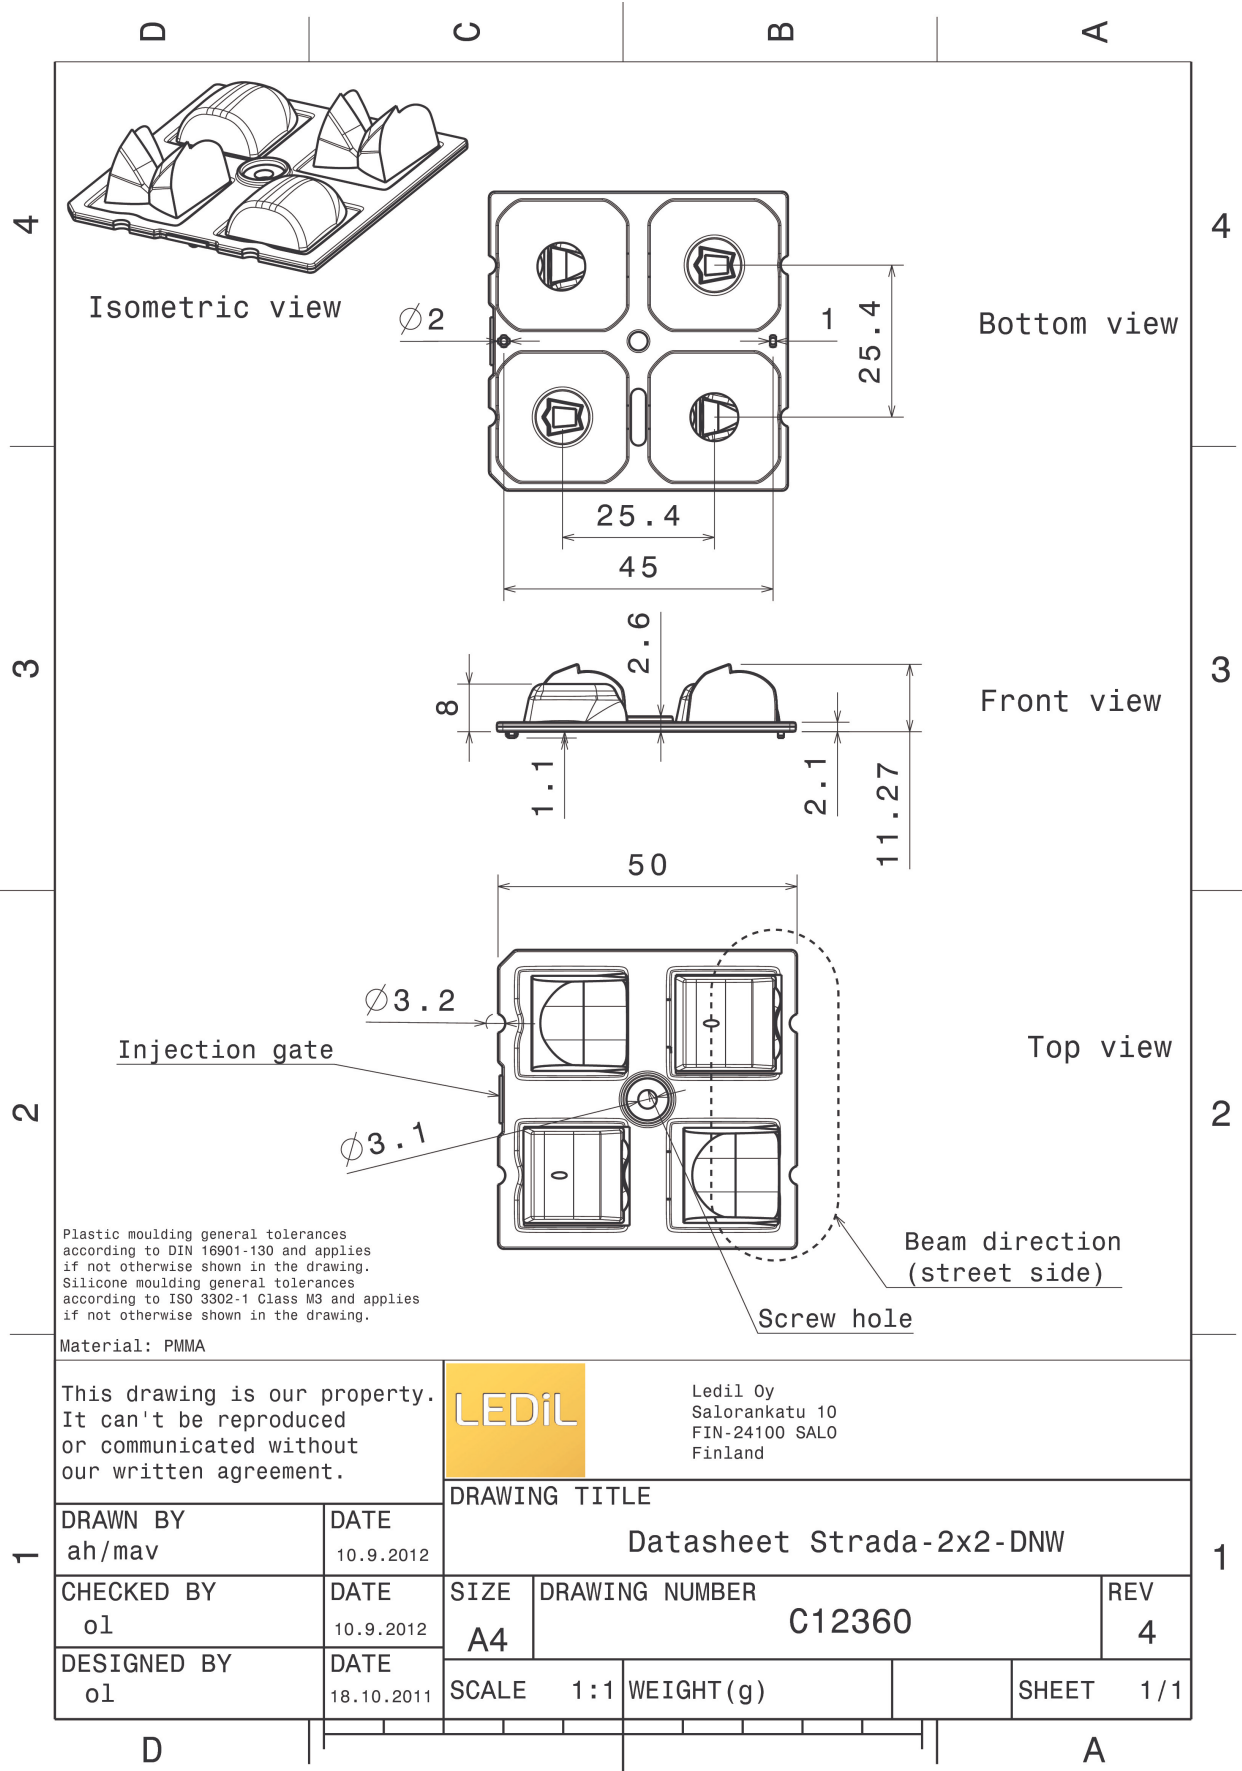 D
C
B
A
4
4
Isometric view
Ø2
1
25.4
Bottom view
25.4
45
3
3
2.6
8
Front view
1.1
2.1
11.27
50
Ø3.2
Injection gate
Top view
2
2
Ø3.1
Plastic moulding general tolerances
according to DIN 16901-130 and applies
if not otherwise shown in the drawing.
Silicone moulding general tolerances
according to ISO 3302-1 Class M3 and applies
if not otherwise shown in the drawing.
Beam direction
(street side)
Screw hole
Material: PMMA
This drawing is our property.
It can't be reproduced
or communicated without
our written agreement.
LEDiL
Ledil Oy
Salorankatu 10
FIN-24100 SALO
Finland
DRAWING TITLE
Datasheet Strada-2x2-DNW
DRAWN BY
ah/mav
DATE
10.9.2012
1
1
CHECKED BY
ol
DATE
10.9.2012
SIZE
A4
DRAWING NUMBER
C12360
REV
4
DESIGNED BY
ol
DATE
18.10.2011
SCALE 1:1
WEIGHT(g)
SHEET 1/1
D
A